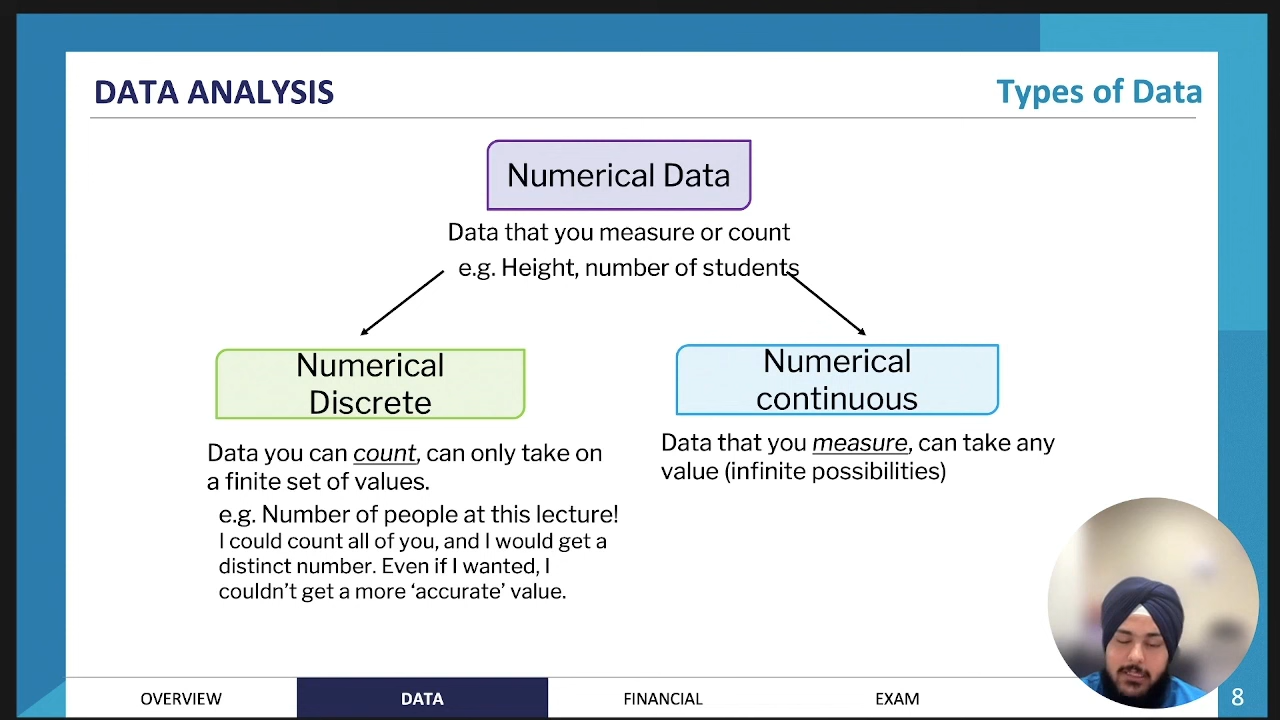 DATA ANALYSIS
Types of Data
Numerical Data
Data that you measure or count
e.g. Height, number of students
Numerical
Discrete
Data you can count, can only take on
a finite set of values.
e.g. Number of people at this lecture!
I could count all of you, and I would get a
distinct number. Even if I wanted, I
couldn’t get a more ‘accurate’ value.
Numerical
continuous
Data that you measure, can take any
value (infinite possibilities)
OVERVIEW
DATA
FINANCIAL
EXAM
8